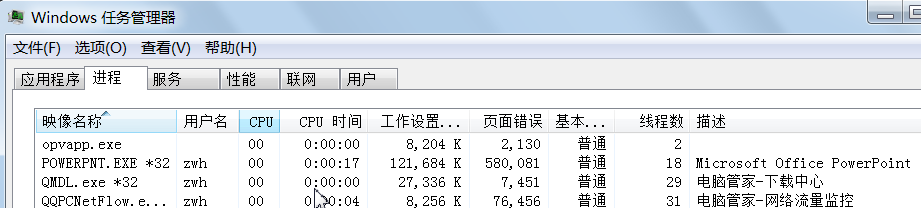 Windows 任务管理器
文件(F) 选项(O) 查看(V) 帮助(H)
应用程序 进程 服务 性能 联网 用户
映像名称 用户名 CPU CPU 时间 工作设置... 页面错误 基本... 线程数 描述
opvapp.exe 00 0:00:00 8,204 K 2,130 普通 2
POWERPNT.EXE *32 zwh 00 0:00:17 121,684 K 580,081 普通 18 Microsoft Office PowerPoint
QMDL.exe *32 zwh 00 0:00:00 27,336 K 7,451 普通 29 电脑管家-下载中心
QQPCNetFlow.e... zwh 00 0:00:04 8,256 K 76,456 普通 31 电脑管家-网络流量监控